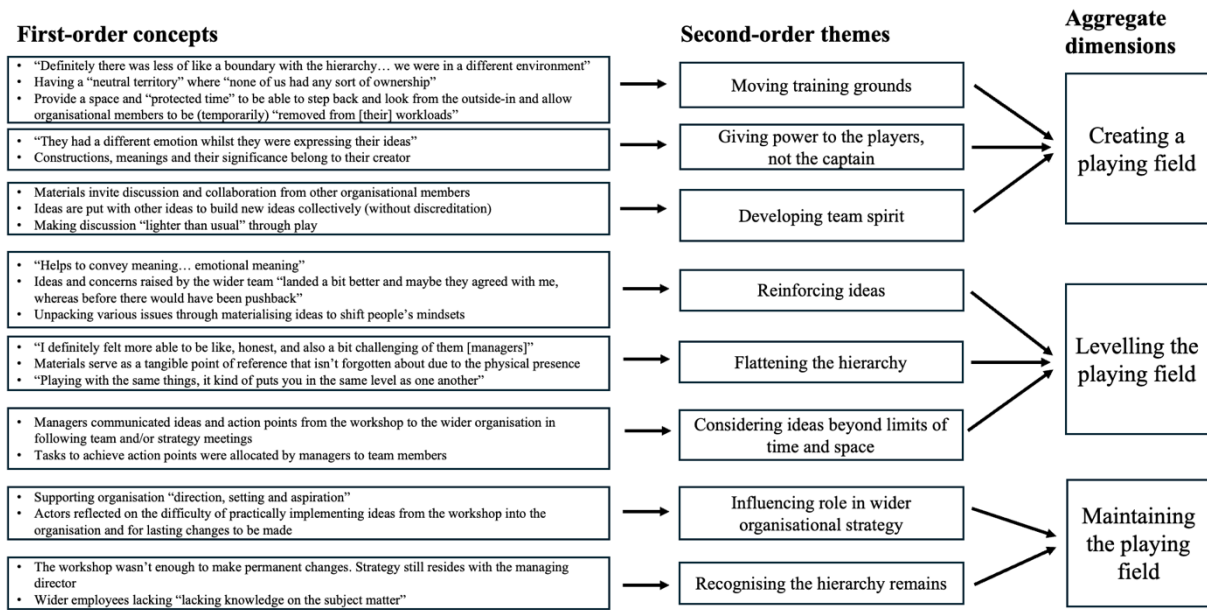 First-order concepts
Second-order themes
Aggregate
dimensions
• “Definitely there was less of like a boundary with the hierarchy… we were in a different environment”
• Having a “neutral territory” where “none of us had any sort of ownership”
• Provide a space and “protected time” to be able to step back and look from the outside-in and allow
organisational members to be (temporarily) “removed from [their] workloads”
Moving training grounds
• “They had a different emotion whilst they were expressing their ideas”
• Constructions, meanings and their significance belong to their creator
Giving power to the players,
not the captain
• Materials invite discussion and collaboration from other organisational members
• Ideas are put with other ideas to build new ideas collectively (without discreditation)
• Making discussion “lighter than usual” through play
Developing team spirit
Creating a
playing field
• “Helps to convey meaning… emotional meaning”
• Ideas and concerns raised by the wider team “landed a bit better and maybe they agreed with me,
whereas before there would have been pushback”
• Unpacking various issues through materialising ideas to shift people’s mindsets
Reinforcing ideas
• “I definitely felt more able to be like, honest, and also a bit challenging of them [managers]”
• Materials serve as a tangible point of reference that isn’t forgotten about due to the physical presence
• “Playing with the same things, it kind of puts you in the same level as one another”
Flattening the hierarchy
• Managers communicated ideas and action points from the workshop to the wider organisation in
following team and/or strategy meetings
• Tasks to achieve action points were allocated by managers to team members
Considering ideas beyond limits of
time and space
Levelling the
playing field
• Supporting organisation “direction, setting and aspiration”
• Actors reflected on the difficulty of practically implementing ideas from the workshop into the
organisation and for lasting changes to be made
Influencing role in wider
organisational strategy
• The workshop wasn’t enough to make permanent changes. Strategy still resides with the managing
director
• Wider employees lacking “lacking knowledge on the subject matter”
Recognising the hierarchy remains
Maintaining
the playing
field